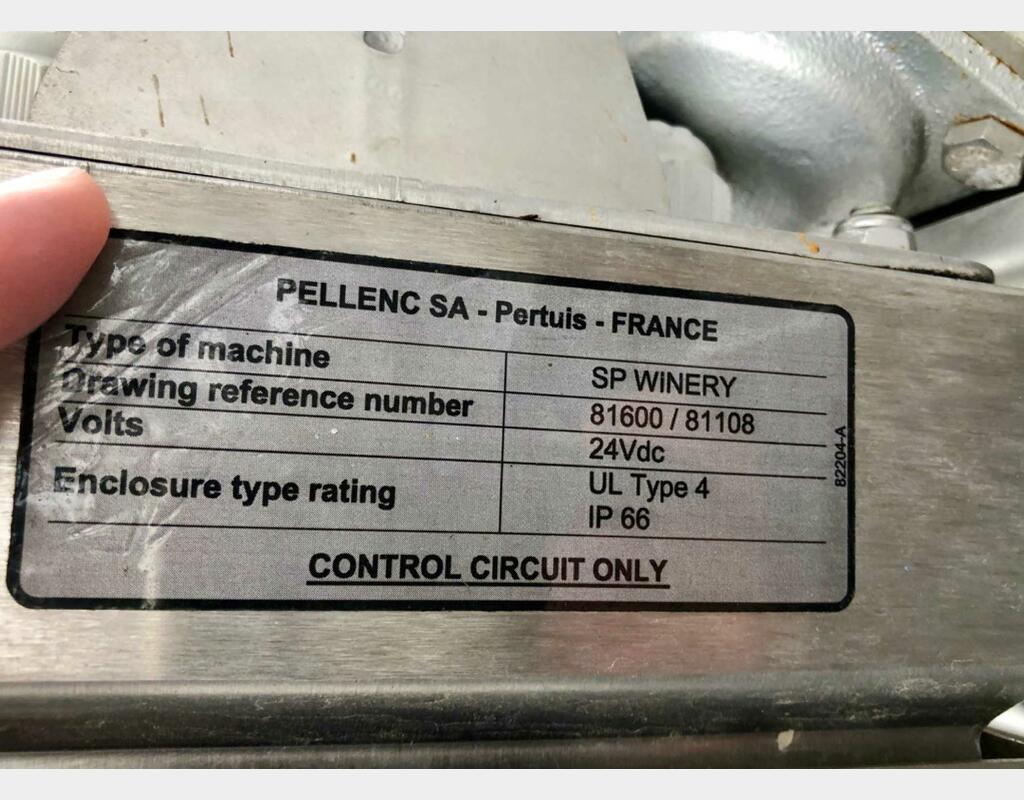 PELLENC SA - Pertuis - FRANCE
Type of machine SP WINERY
Drawing reference number 81600 / 81108
Volts 24Vdc
Enclosure type rating UL Type 4
IP 66
CONTROL CIRCUIT ONLY
82204-A